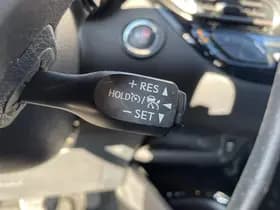 + RES ▲
HOLD /
− SET ▼